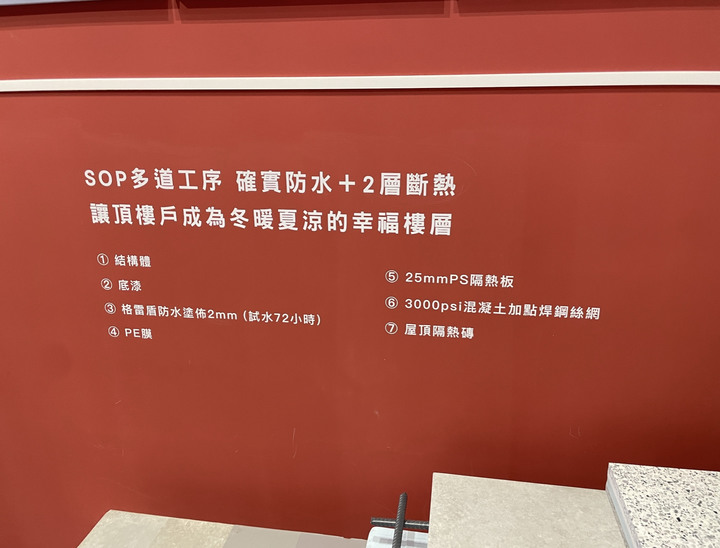 SOP多道工序 確實防水＋2層斷熱
讓頂樓戶成為冬暖夏涼的幸福樓層
① 結構體
② 底漆
③ 格雷盾防水塗佈2mm (試水72小時)
④ PE膜
⑤ 25mmPS隔熱板
⑥ 3000psi混凝土加點焊鋼絲網
⑦ 屋頂隔熱磚